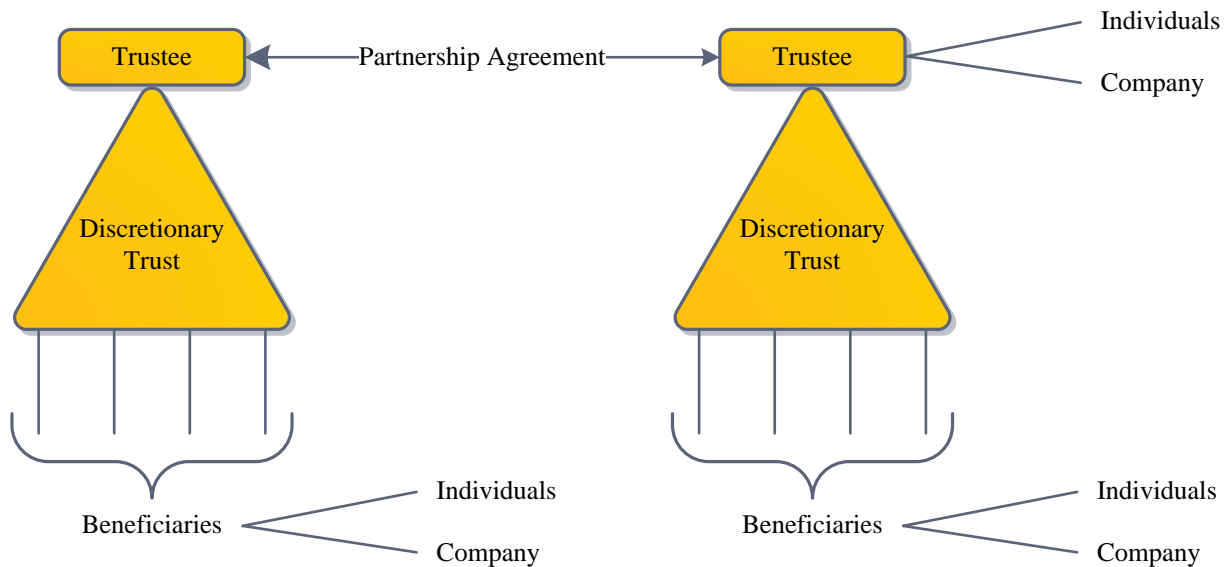 Individuals
Trustee
Partnership Agreement
Trustee
Company
Discretionary
Trust
Discretionary
Trust
Individuals
Beneficiaries
Company
Individuals
Beneficiaries
Company